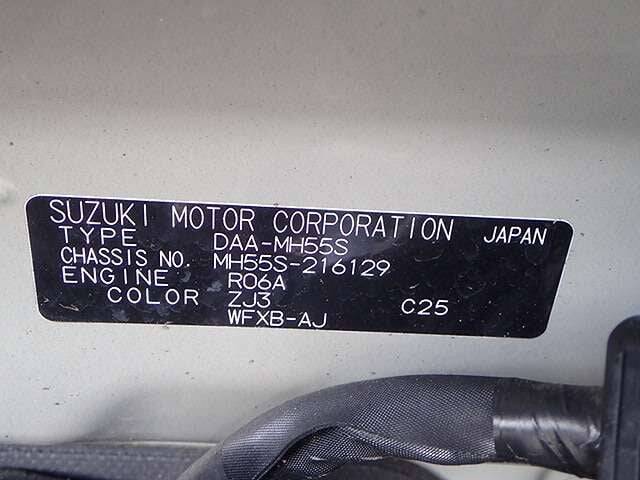 SUZUKI MOTOR CORPORATION JAPAN
TYPE DAA-MH55S
CHASSIS NO. MH55S-216129
ENGINE R06A
COLOR ZJ3 C25
WFXB-AJ